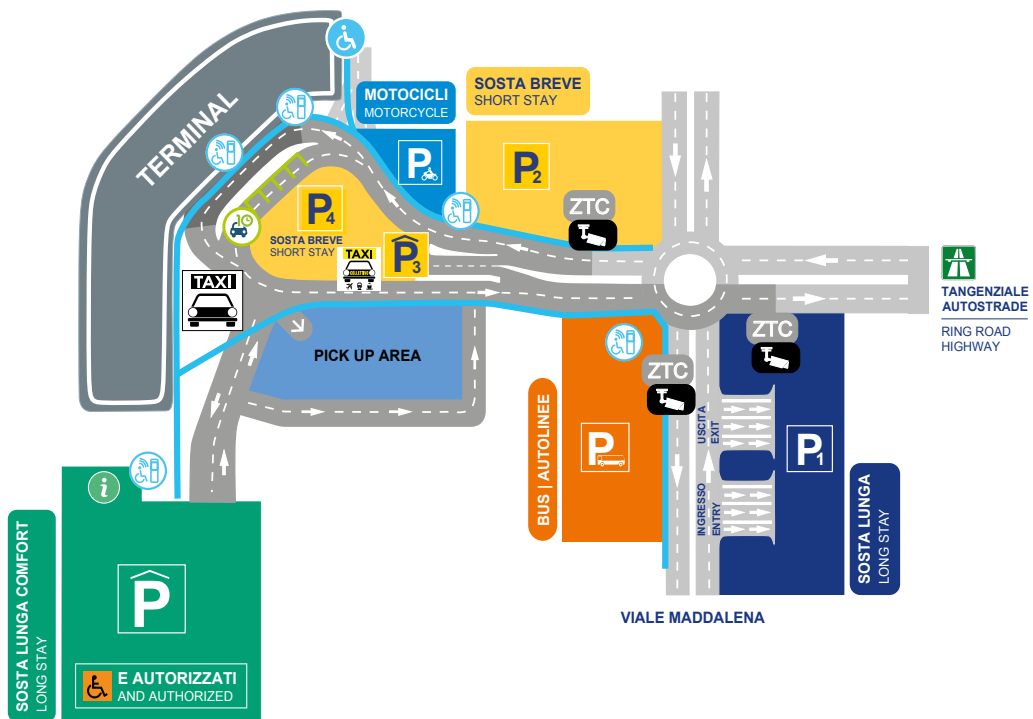 TERMINAL
MOTOCICLI
MOTORCYCLE
SOSTA BREVE
SHORT STAY
P
P2
P4
SOSTA BREVE
SHORT STAY
TAXI
COLLETTIVO
P3
ZTC
TAXI
PICK UP AREA
TANGENZIALE
AUTOSTRADE
RING ROAD
HIGHWAY
ZTC
ZTC
BUS | AUTOLINEE
P
USCITA
EXIT
INGRESSO
ENTRY
P1
SOSTA LUNGA
LONG STAY
VIALE MADDALENA
i
SOSTA LUNGA COMFORT
LONG STAY
P
E AUTORIZZATI
AND AUTHORIZED